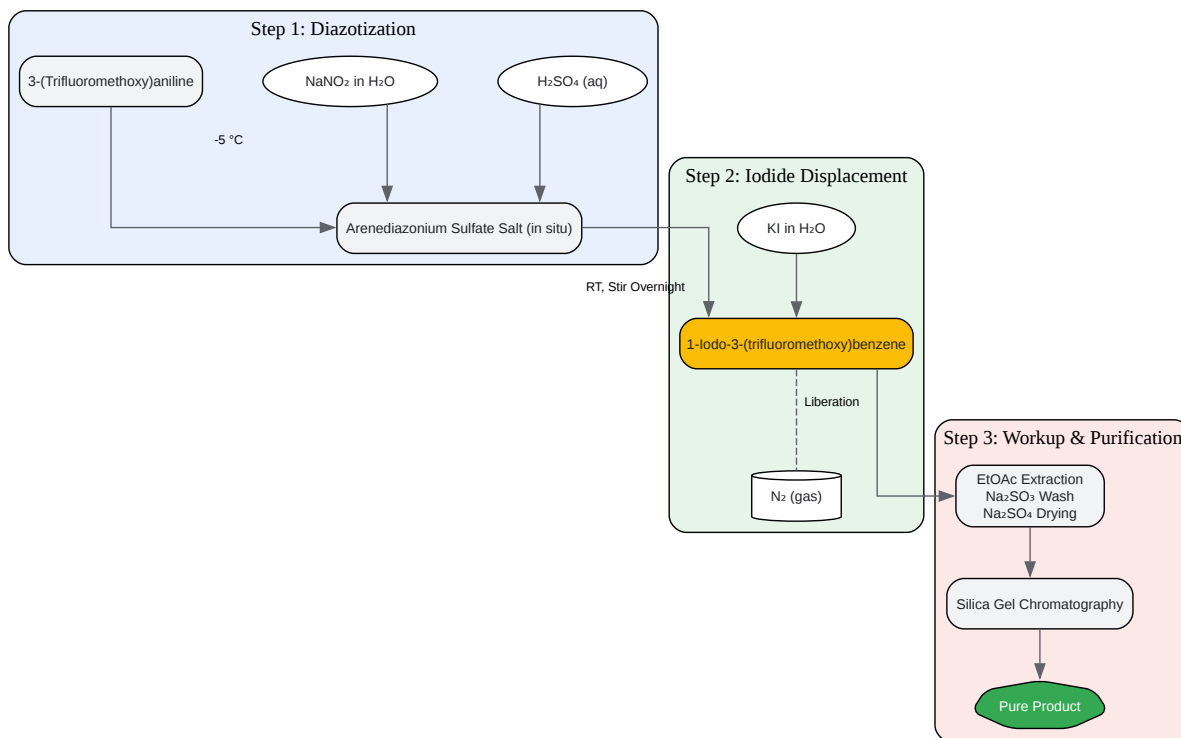 Step 1: Diazotization
3-(Trifluoromethoxy)aniline
NaNO₂ in H₂O
H₂SO₄ (aq)
-5 °C
Arenediazonium Sulfate Salt (in situ)
Step 2: Iodide Displacement
KI in H₂O
RT, Stir Overnight
1-Iodo-3-(trifluoromethoxy)benzene
Liberation
N₂ (gas)
Step 3: Workup & Purification
EtOAc Extraction
Na₂SO₃ Wash
Na₂SO₄ Drying
Silica Gel Chromatography
Pure Product